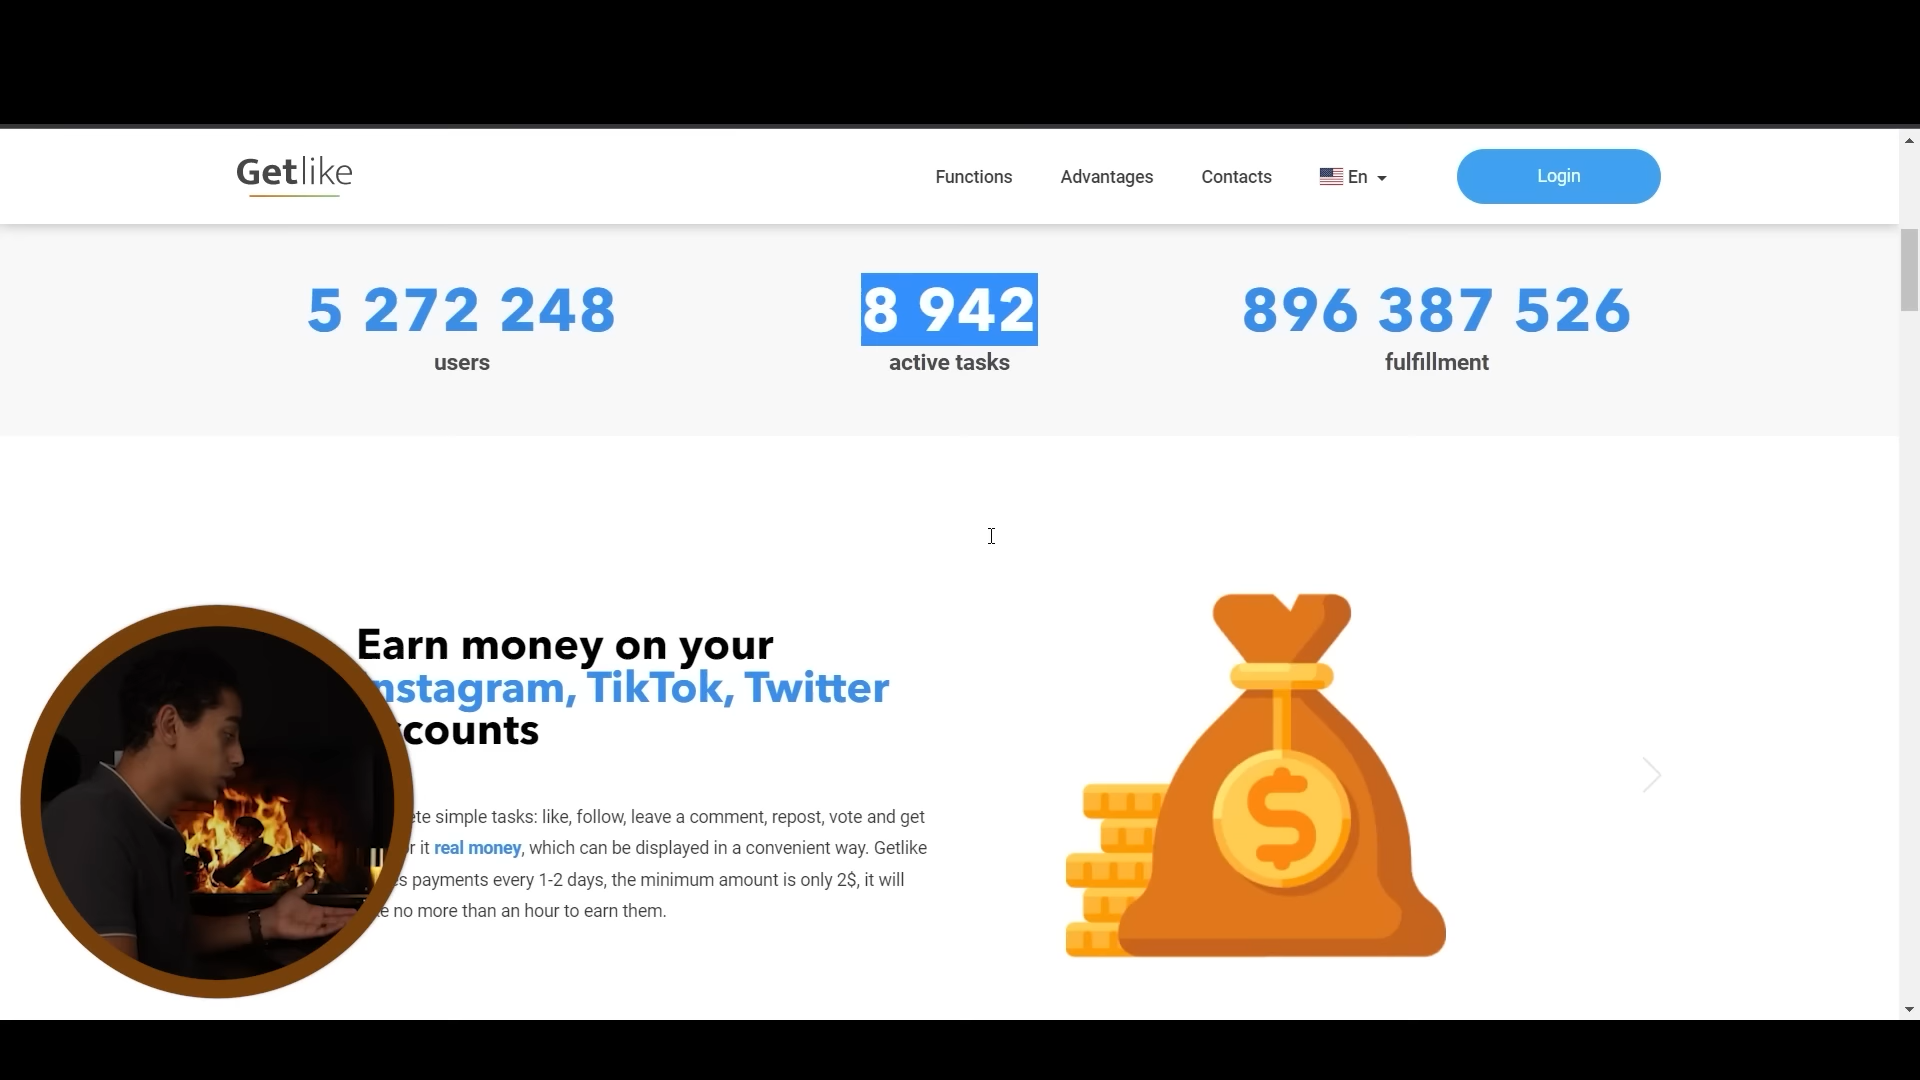 Getlike
Functions Advantages Contacts En Login
5 272 248 8 942 896 387 526
users active tasks fulfillment
Earn money on your
Instagram, TikTok, Twitter
accounts
simple tasks: like, follow, leave a comment, repost, vote and get
it real money, which can be displayed in a convenient way. Getlike
payments every 1-2 days, the minimum amount is only 2$, it will
no more than an hour to earn them.
$